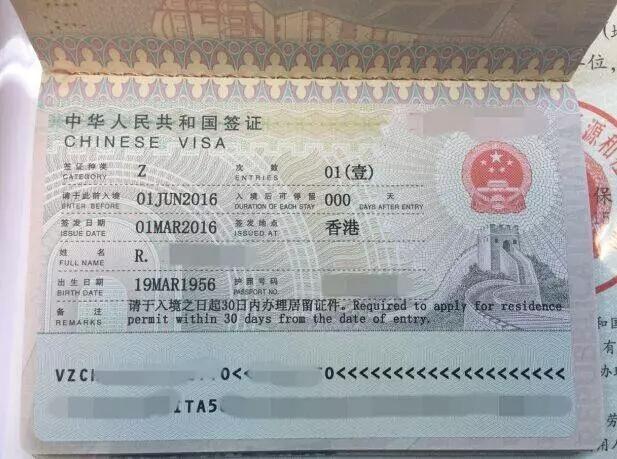 中华人民共和国签证
CHINESE VISA
签证种类 CATEGORY Z 次数 ENTRIES 01(壹)
请于此前入境 ENTER BEFORE 01JUN2016 入境后可停留 DURATION OF EACH STAY 000 天 DAYS AFTER ENTRY
签发日期 ISSUE DATE 01MAR2016 签发地点 ISSUED AT 香港
姓名 FULL NAME R. 护照号码 PASSPORT NO.
出生日期 BIRTH DATE 19MAR1956
备注 REMARKS 请于入境之日起30日内办理居留证件。Required to apply for residence
permit within 30 days from the date of entry.
源和
保